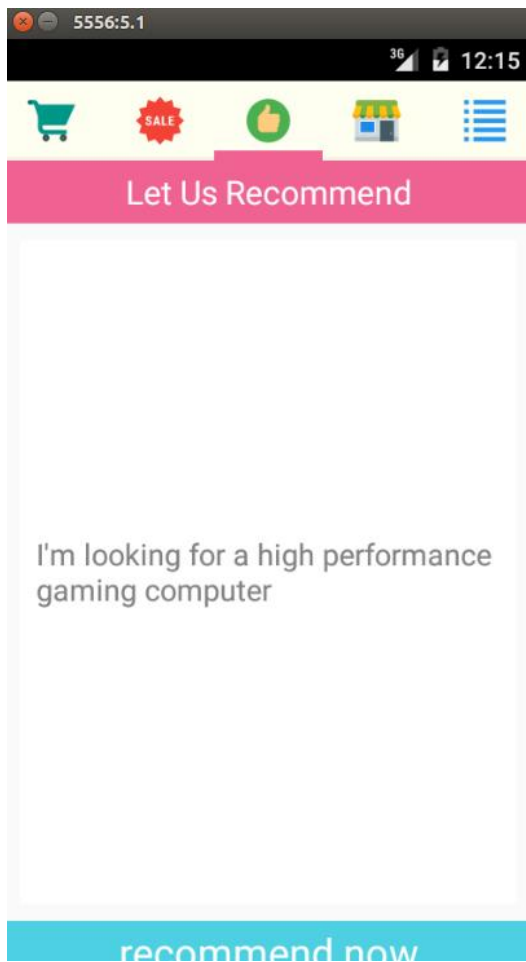 5556:5.1
3G 12:15
SALE
Let Us Recommend
I'm looking for a high performance
gaming computer
recommend now